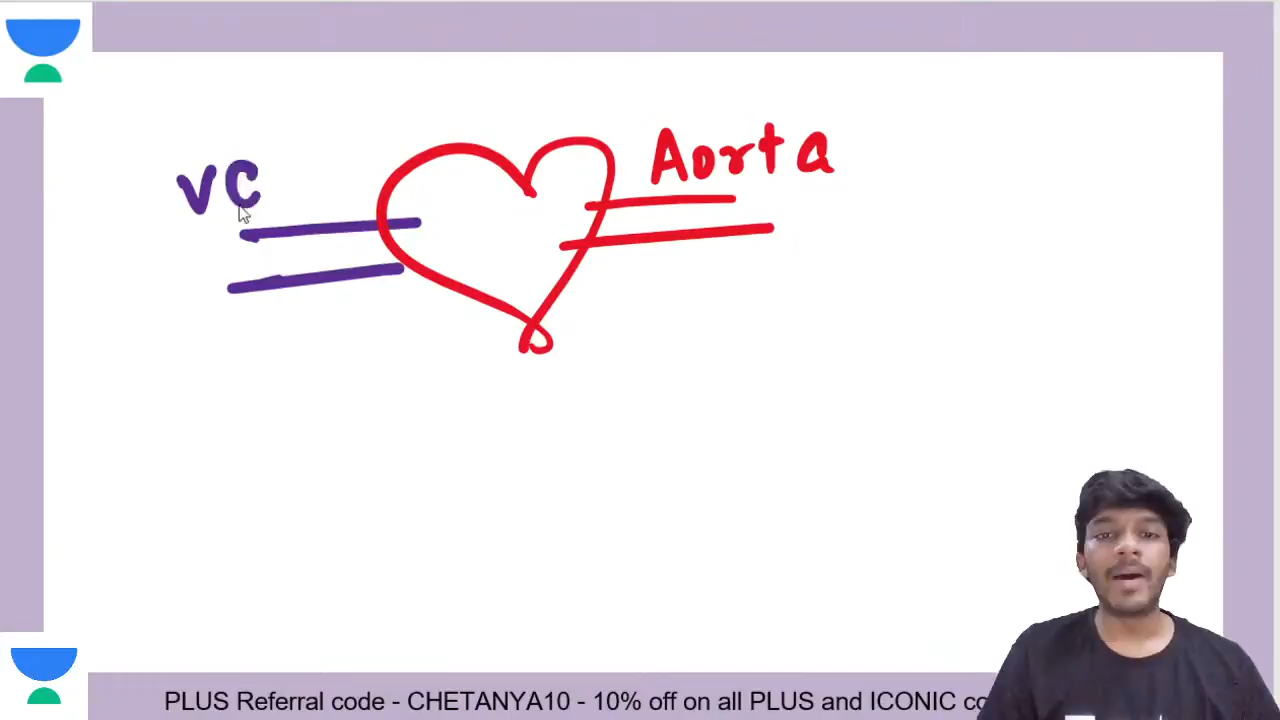 VC
Aorta
PLUS Referral code - CHETANYA10 - 10% off on all PLUS and ICONIC co